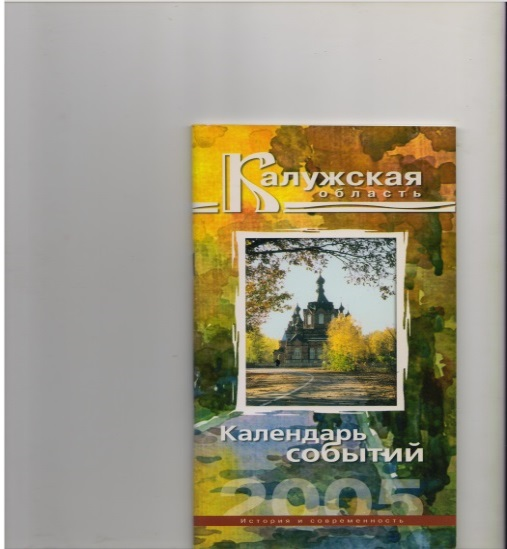 Калужская
область
Календарь
событий
2005
История и современность